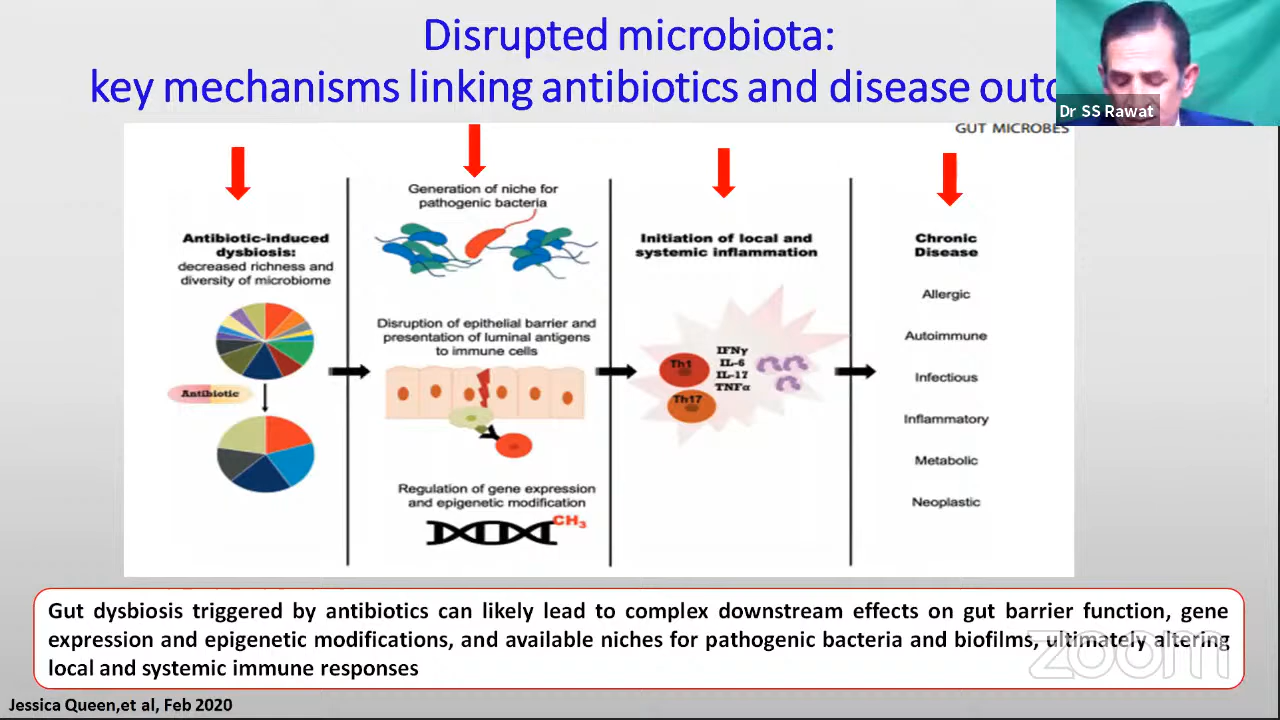 Disrupted microbiota:
key mechanisms linking antibiotics and disease outc
Dr SS Rawat
GUT MICROBES
Antibiotic-induced
dysbiosis:
decreased richness and
diversity of microbiome
Antibiotic
Generation of niche for
pathogenic bacteria
Disruption of epithelial barrier and
presentation of luminal antigens
to immune cells
Regulation of gene expression
and epigenetic modification
CH3
Initiation of local and
systemic inflammation
Th1
Th17
IFNγ
IL-6
IL-17
TNFα
Chronic
Disease
Allergic
Autoimmune
Infectious
Inflammatory
Metabolic
Neoplastic
Gut dysbiosis triggered by antibiotics can likely lead to complex downstream effects on gut barrier function, gene
expression and epigenetic modifications, and available niches for pathogenic bacteria and biofilms, ultimately altering
local and systemic immune responses
zoom
Jessica Queen,et al, Feb 2020